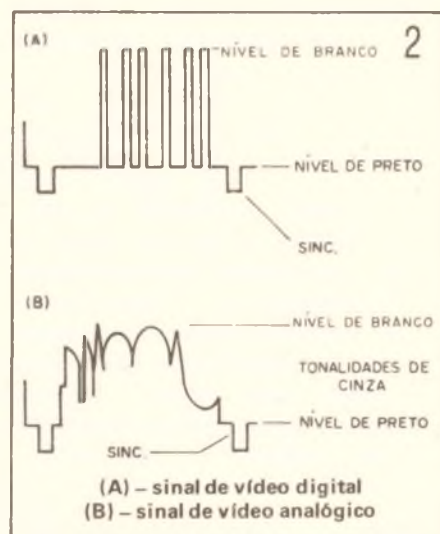 (A)
NÍVEL DE BRANCO
2
NÍVEL DE PRETO
SINC.
(B)
NÍVEL DE BRANCO
TONALIDADES DE
CINZA
NÍVEL DE PRETO
SINC.
(A) – sinal de vídeo digital
(B) – sinal de vídeo analógico